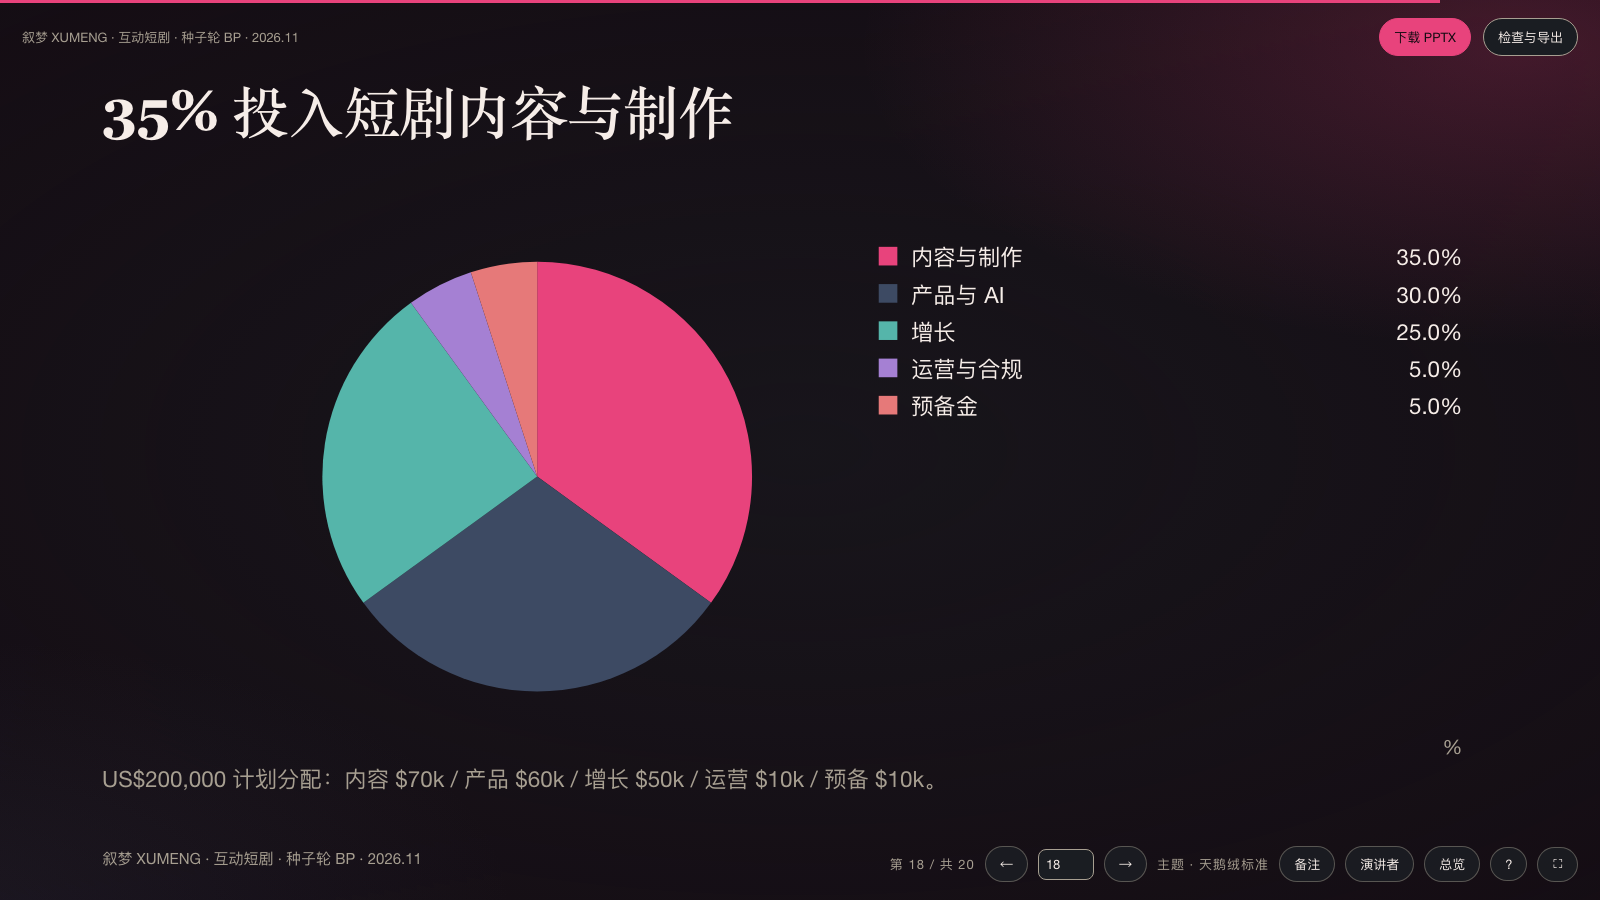 叙梦 XUMENG · 互动短剧 · 种子轮 BP · 2026.11
下载 PPTX
检查与导出
35% 投入短剧内容与制作
内容与制作 35.0%
产品与 AI 30.0%
增长 25.0%
运营与合规 5.0%
预备金 5.0%
%
US$200,000 计划分配：内容 $70k / 产品 $60k / 增长 $50k / 运营 $10k / 预备 $10k。
叙梦 XUMENG · 互动短剧 · 种子轮 BP · 2026.11
第 18 / 共 20 ← 18 → 主题 · 天鹅绒标准 备注 演讲者 总览 ?